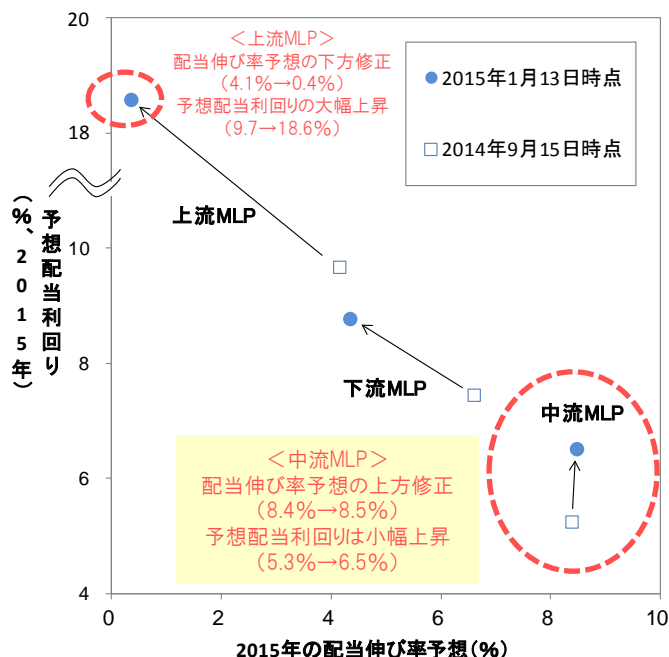 20
18
10
8
6
4
予想配当利回り
(%、2015年)
＜上流MLP＞
配当伸び率予想の下方修正
(4.1%→0.4%)
予想配当利回りの大幅上昇
(9.7→18.6%)
2015年1月13日時点
2014年9月15日時点
上流MLP
下流MLP
中流MLP
＜中流MLP＞
配当伸び率予想の上方修正
(8.4%→8.5%)
予想配当利回りは小幅上昇
(5.3%→6.5%)
0 2 4 6 8 10
2015年の配当伸び率予想(%)